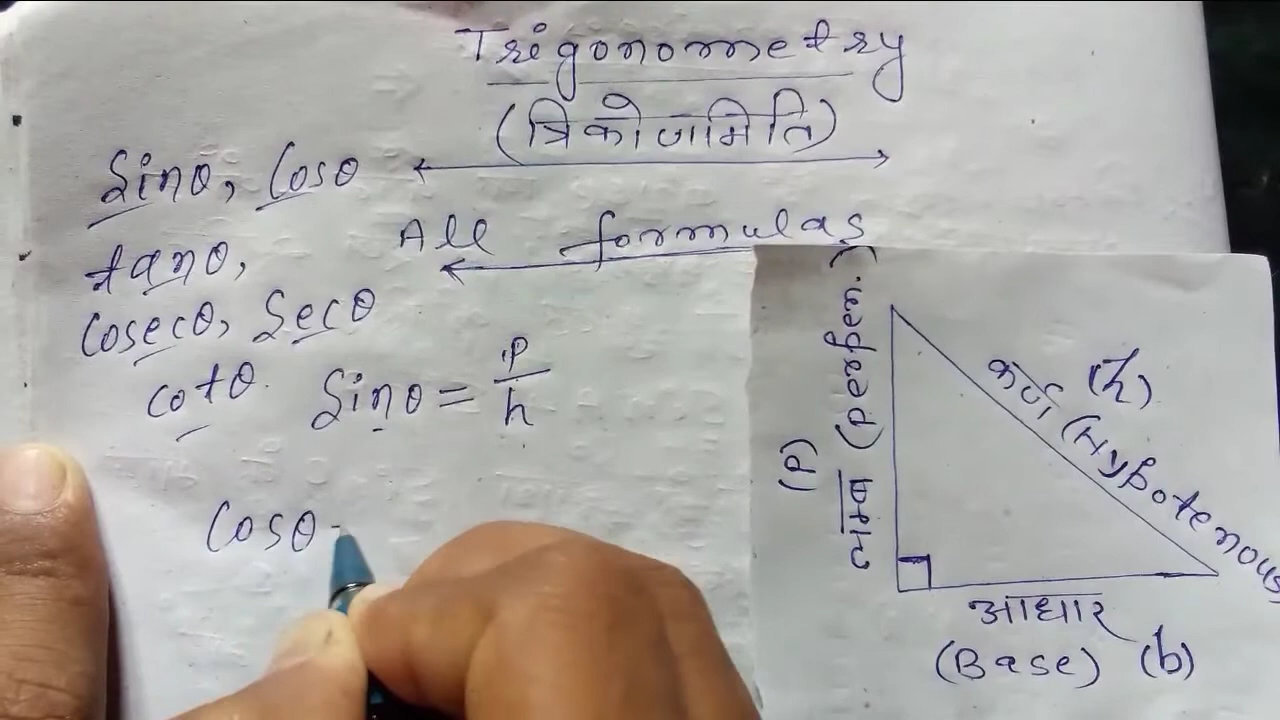 Trigonometry
(त्रिकोणमिति)
Sinθ, Cosθ
All formulas
tanθ,
Cosecθ, Secθ
cotθ.
Sinθ = p/h
Cosθ
लम्ब (Perpen.)
(p)
कर्ण (Hypotenous)
(h)
आधार
(Base) (b)